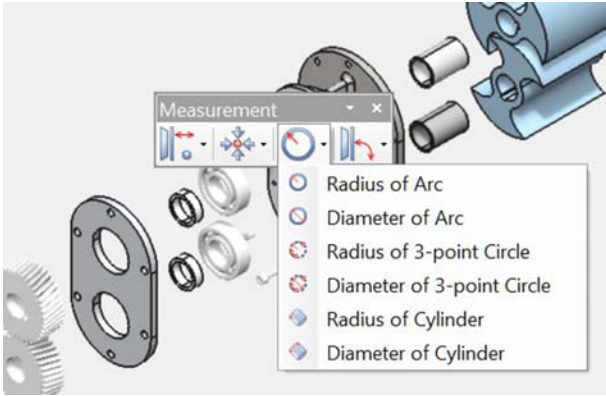 Measurement
Radius of Arc
Diameter of Arc
Radius of 3-point Circle
Diameter of 3-point Circle
Radius of Cylinder
Diameter of Cylinder